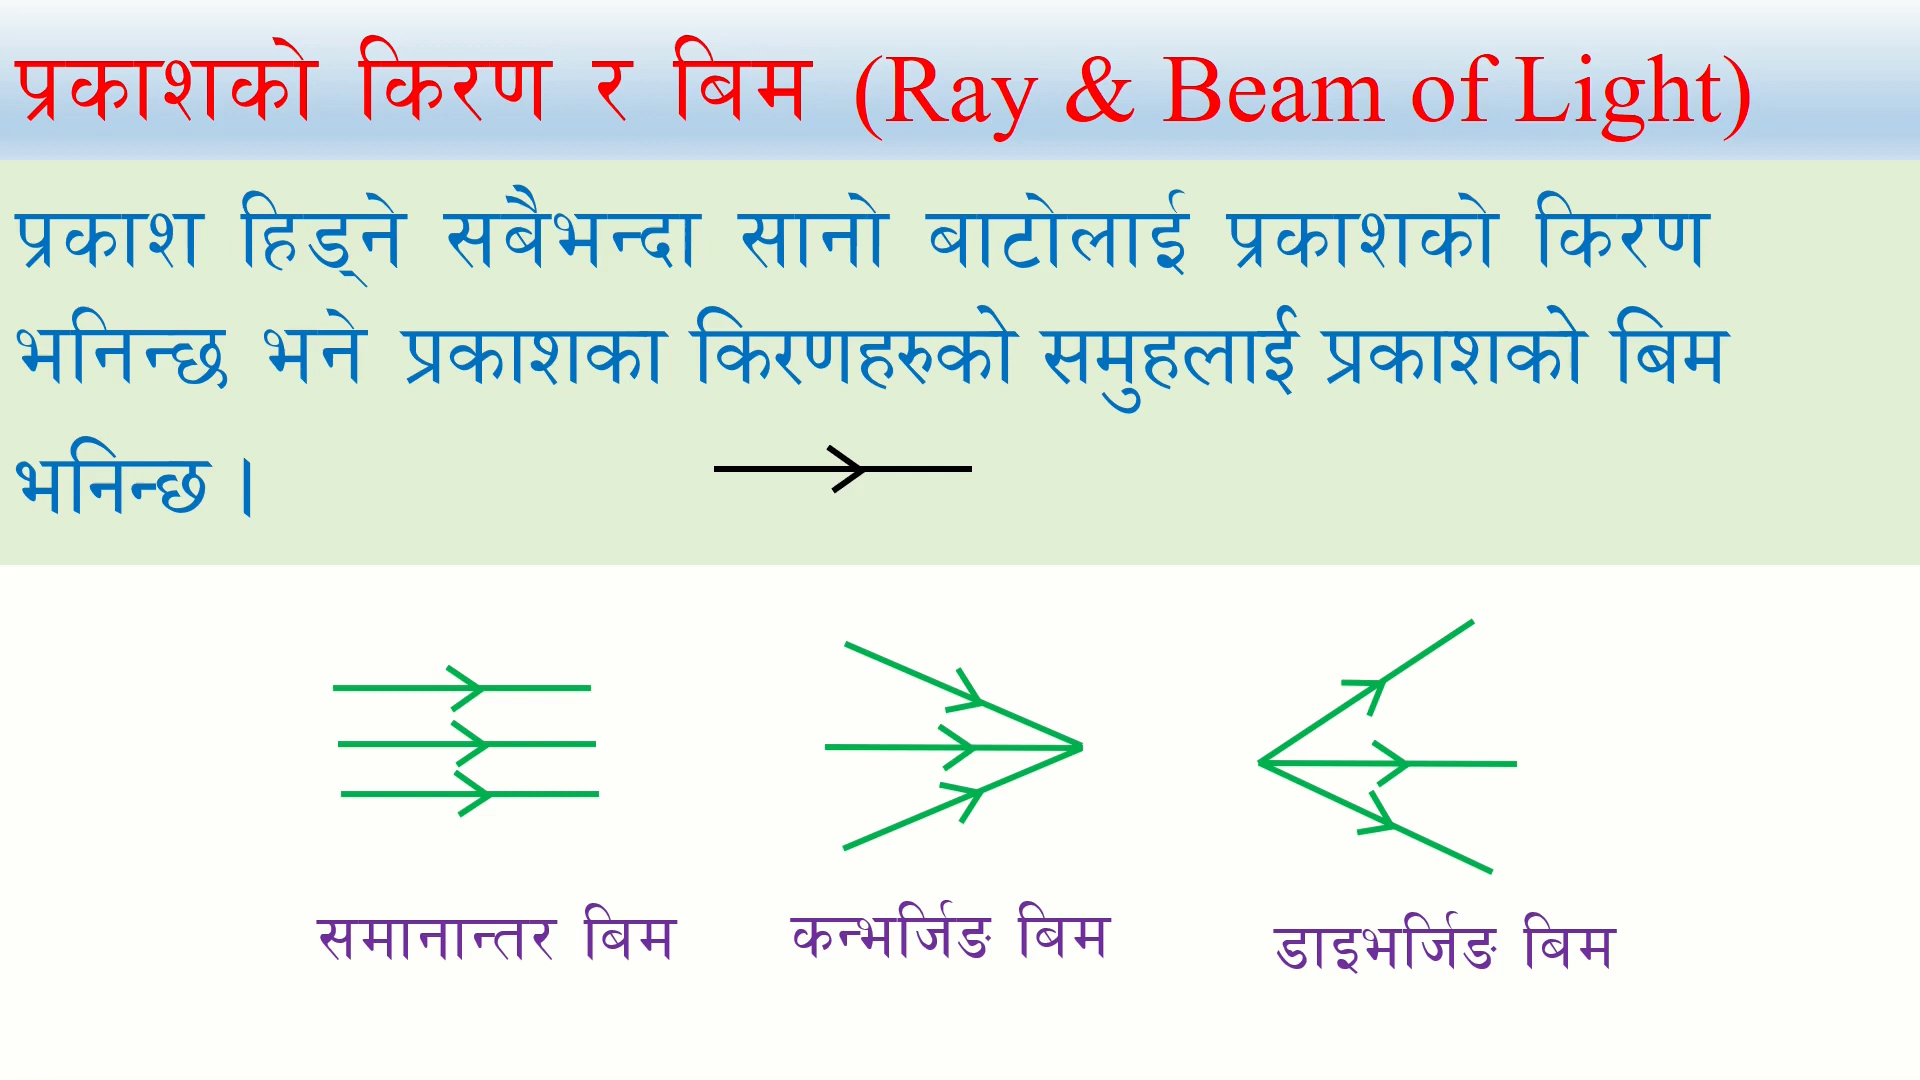 प्रकाशको किरण र बिम (Ray & Beam of Light)
प्रकाश हिड्ने सबैभन्दा सानो बाटोलाई प्रकाशको किरण
भनिन्छ भने प्रकाशका किरणहरुको समुहलाई प्रकाशको बिम
भनिन्छ ।
समानान्तर बिम
कन्भर्जिङ बिम
डाइभर्जिङ बिम